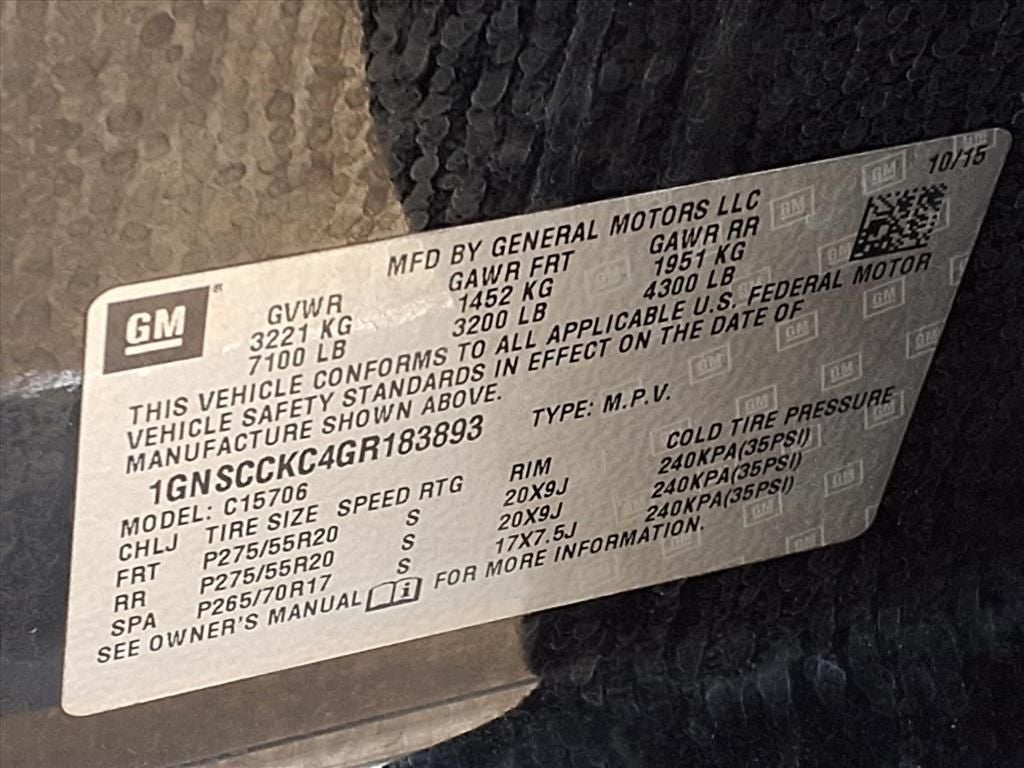 10/15
MFD BY GENERAL MOTORS LLC
GM
GVWR GAWR FRT GAWR RR
3221 KG 1452 KG 1951 KG
7100 LB 3200 LB 4300 LB
THIS VEHICLE CONFORMS TO ALL APPLICABLE U.S. FEDERAL MOTOR
VEHICLE SAFETY STANDARDS IN EFFECT ON THE DATE OF
MANUFACTURE SHOWN ABOVE.
1GNSCCKC4GR183893 TYPE: M.P.V.
MODEL: C15706
CHLJ TIRE SIZE SPEED RTG RIM COLD TIRE PRESSURE
FRT P275/55R20 S 20X9J 240KPA(35PSI)
RR P275/55R20 S 20X9J 240KPA(35PSI)
SPA P265/70R17 S 17X7.5J 240KPA(35PSI)
SEE OWNER'S MANUAL i FOR MORE INFORMATION.